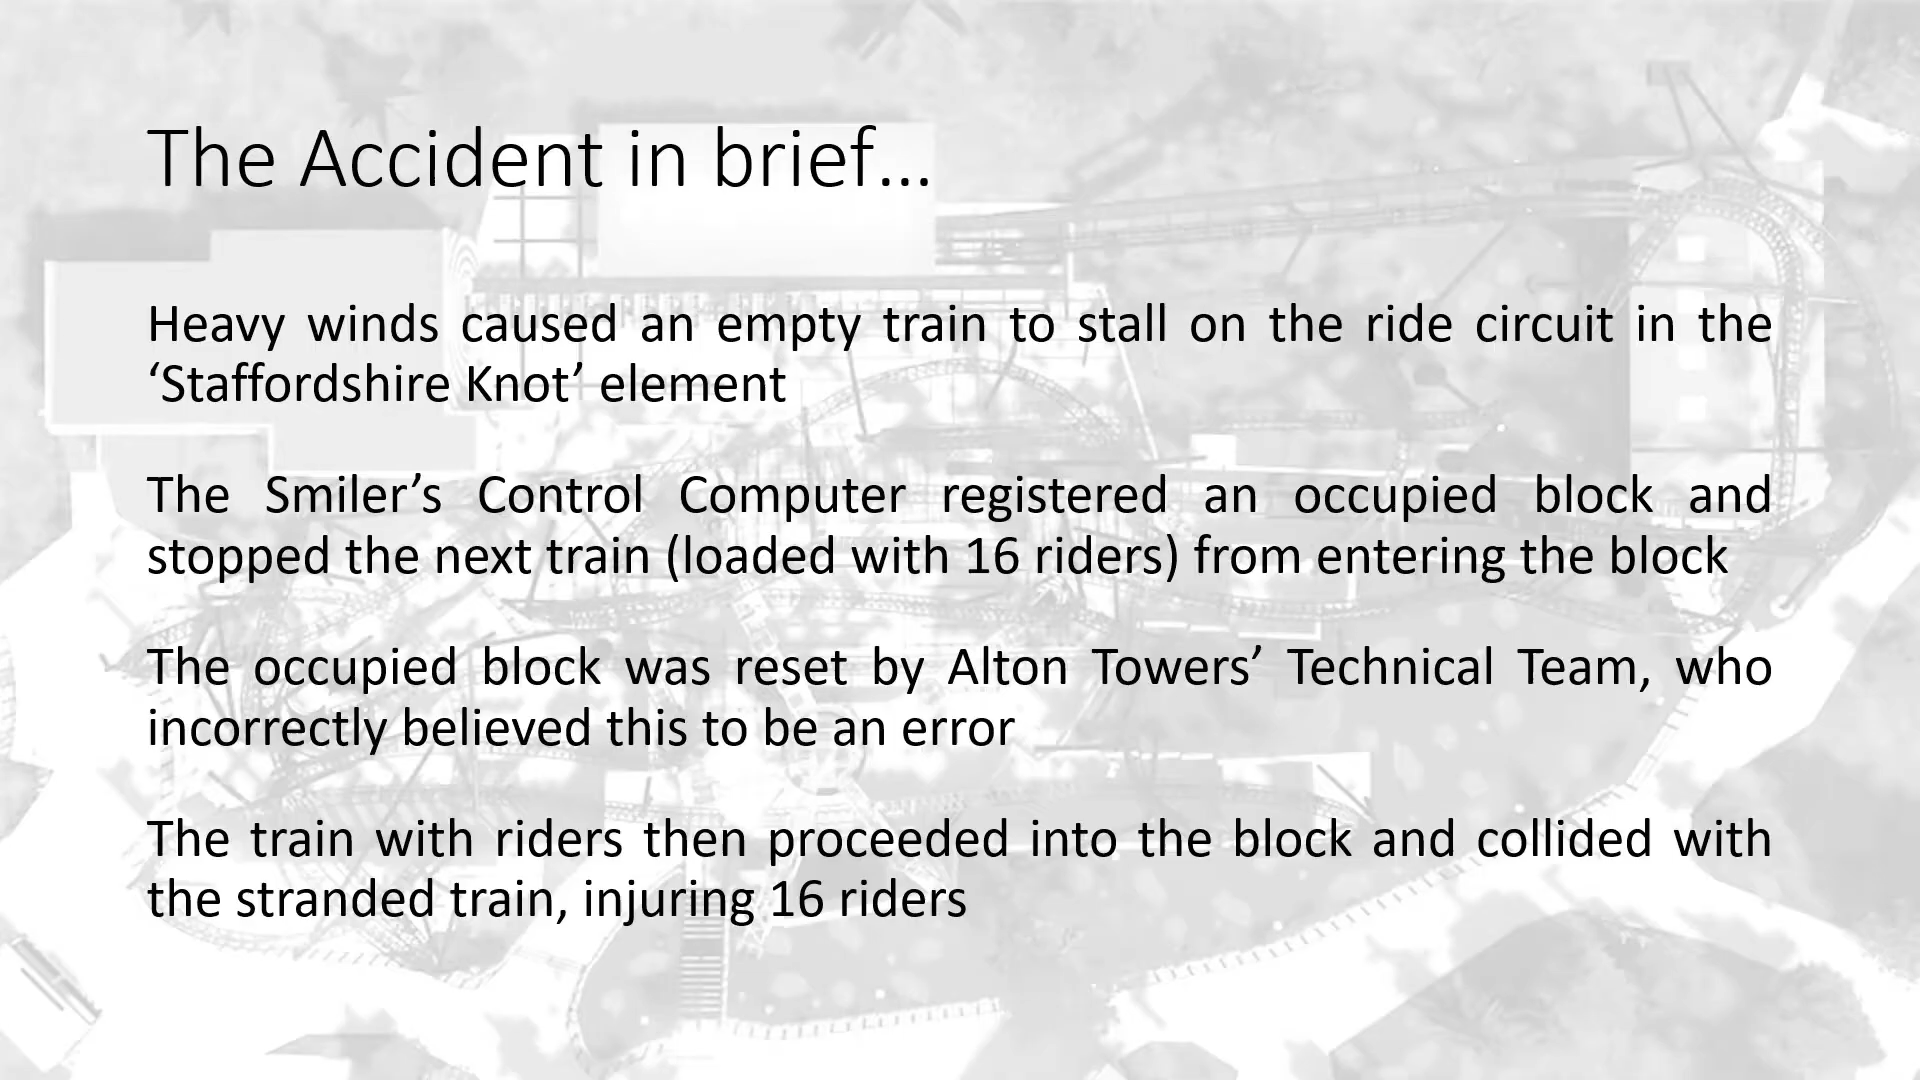 The Accident in brief…
Heavy winds caused an empty train to stall on the ride circuit in the
‘Staffordshire Knot’ element
The Smiler’s Control Computer registered an occupied block and
stopped the next train (loaded with 16 riders) from entering the block
The occupied block was reset by Alton Towers’ Technical Team, who
incorrectly believed this to be an error
The train with riders then proceeded into the block and collided with
the stranded train, injuring 16 riders